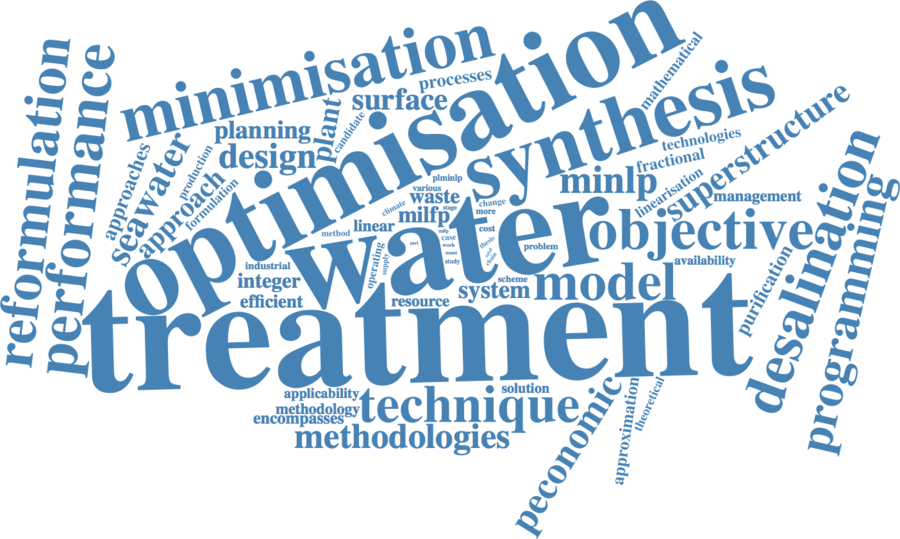 reformulation
performance
minimisation
optimisation
processes
surface
mathematical
synthesis
planning
plant
candidate
design
technologies
fractional
superstructure
approaches
seawater
production
approach
formulation
plminlp
various
waste
stage
change
climate
milfp
more
minlp
linearisation
management
desalination
programming
method
linear
milp
case
cost
work
study
thesis
chain
problem
water
objective
operating
supply
industrial
integer
efficient
resource
system
scheme
model
availability
purification
treatment
applicability
solution
methodology
encompasses
technique
methodologies
peconomic
approximation
theoretical